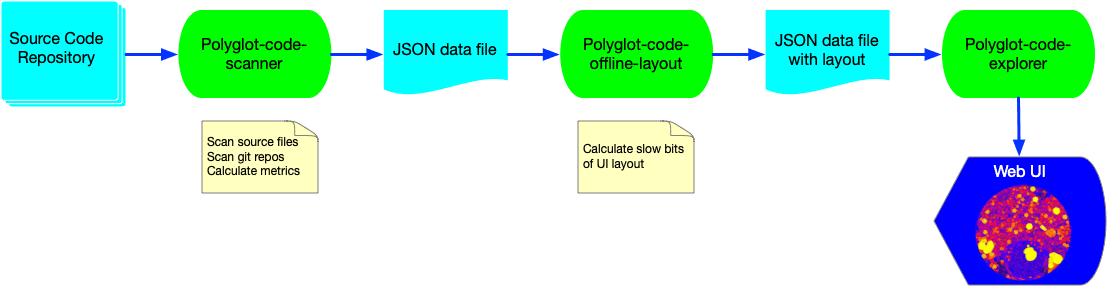 Source Code
Repository
Polyglot-code-
scanner
JSON data file
Polyglot-code-
offline-layout
JSON data file
with layout
Polyglot-code-
explorer
Scan source files
Scan git repos
Calculate metrics
Calculate slow bits
of UI layout
Web UI